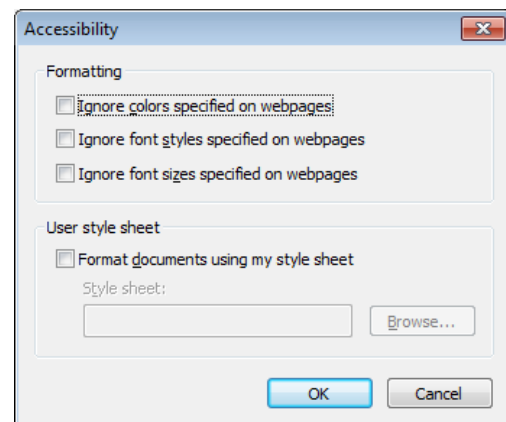 Accessibility
Formatting
Ignore colors specified on webpages
Ignore font styles specified on webpages
Ignore font sizes specified on webpages
User style sheet
Format documents using my style sheet
Style sheet:
Browse...
OK Cancel